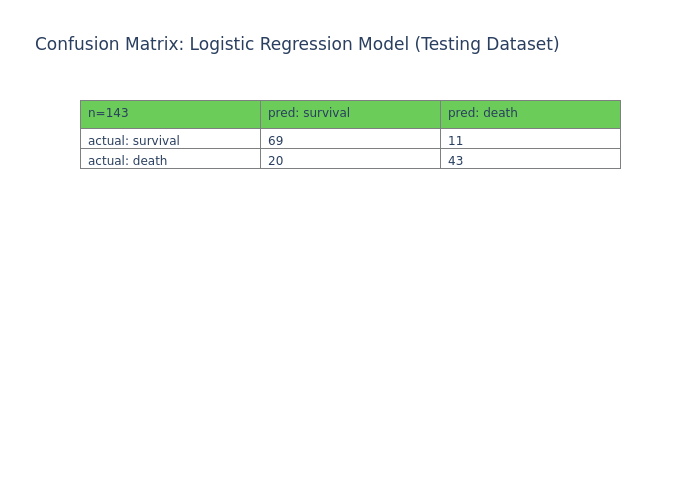 Confusion Matrix: Logistic Regression Model (Testing Dataset)
n=143 pred: survival pred: death
actual: survival 69 11
actual: death 20 43